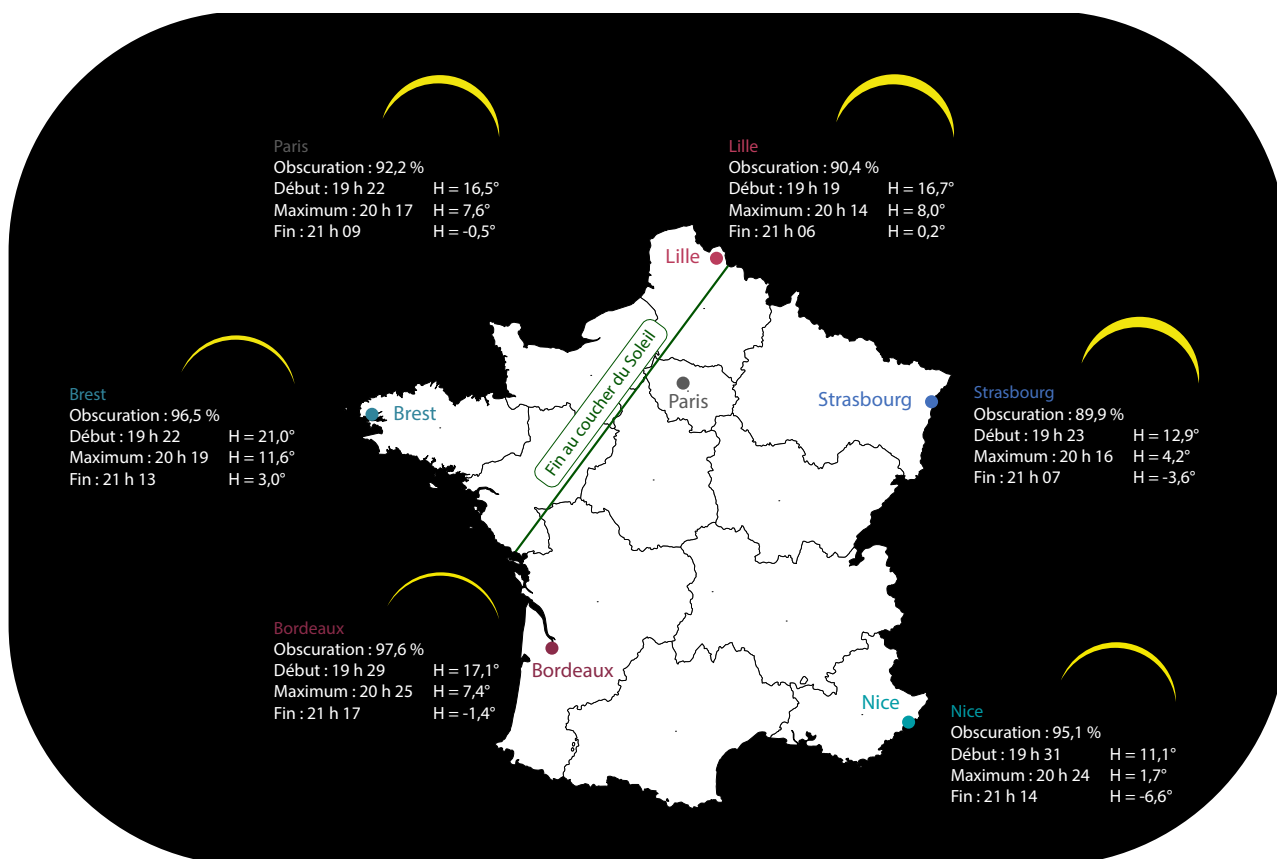 Paris
Obscuration : 92,2 %
Début : 19 h 22 H = 16,5°
Maximum : 20 h 17 H = 7,6°
Fin : 21 h 09 H = -0,5°
Lille
Obscuration : 90,4 %
Début : 19 h 19 H = 16,7°
Maximum : 20 h 14 H = 8,0°
Fin : 21 h 06 H = 0,2°
Lille
Fin au coucher du Soleil
Brest
Obscuration : 96,5 %
Début : 19 h 22 H = 21,0°
Maximum : 20 h 19 H = 11,6°
Fin : 21 h 13 H = 3,0°
Brest
Paris
Strasbourg
Strasbourg
Obscuration : 89,9 %
Début : 19 h 23 H = 12,9°
Maximum : 20 h 16 H = 4,2°
Fin : 21 h 07 H = -3,6°
Bordeaux
Obscuration : 97,6 %
Début : 19 h 29 H = 17,1°
Maximum : 20 h 25 H = 7,4°
Fin : 21 h 17 H = -1,4°
Bordeaux
Nice
Nice
Obscuration : 95,1 %
Début : 19 h 31 H = 11,1°
Maximum : 20 h 24 H = 1,7°
Fin : 21 h 14 H = -6,6°